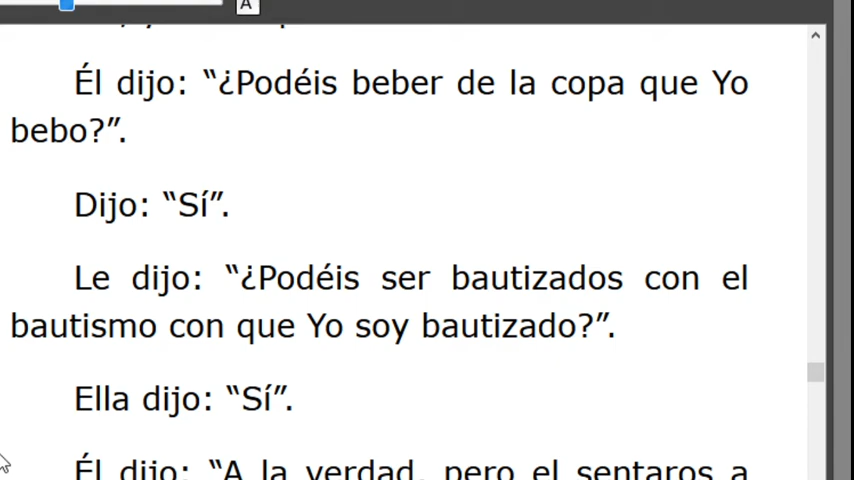 A
Él dijo: “¿Podéis beber de la copa que Yo
bebo?”.
Dijo: “Sí”.
Le dijo: “¿Podéis ser bautizados con el
bautismo con que Yo soy bautizado?”.
Ella dijo: “Sí”.
Él dijo: “A la verdad, pero el sentaros a